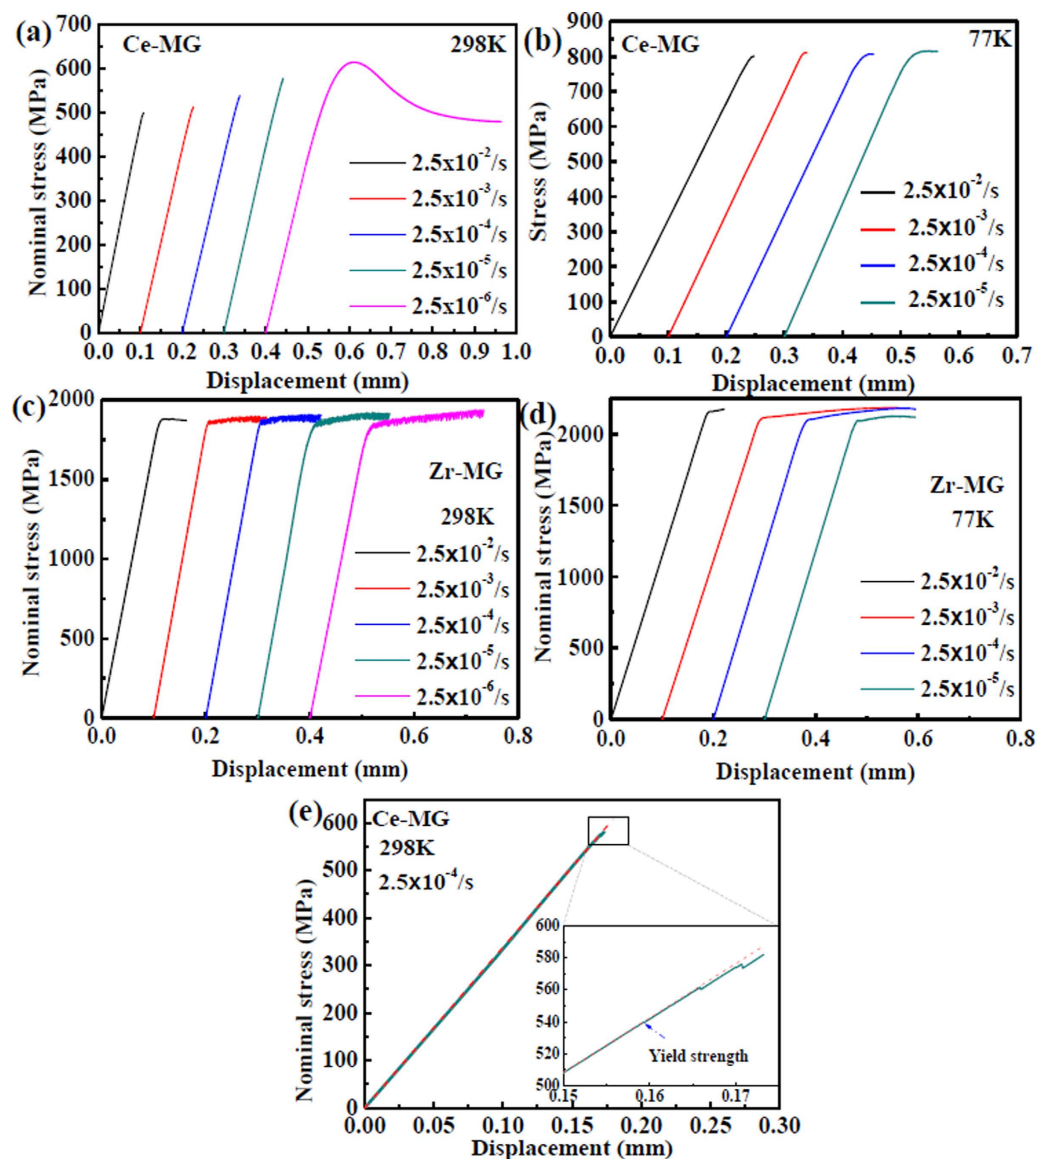 (a)
Ce-MG
298K
Nominal stress (MPa)
700
600
500
400
300
200
100
0
2.5x10⁻²/s
2.5x10⁻³/s
2.5x10⁻⁴/s
2.5x10⁻⁵/s
2.5x10⁻⁶/s
0.0 0.1 0.2 0.3 0.4 0.5 0.6 0.7 0.8 0.9 1.0
Displacement (mm)
(b)
Ce-MG
77K
Stress (MPa)
900
800
700
600
500
400
300
200
100
0
2.5x10⁻²/s
2.5x10⁻³/s
2.5x10⁻⁴/s
2.5x10⁻⁵/s
0.0 0.1 0.2 0.3 0.4 0.5 0.6 0.7
Displacement (mm)
(c)
Zr-MG
298K
Nominal stress (MPa)
2000
1500
1000
500
0
2.5x10⁻²/s
2.5x10⁻³/s
2.5x10⁻⁴/s
2.5x10⁻⁵/s
2.5x10⁻⁶/s
0.0 0.2 0.4 0.6 0.8
Displacement (mm)
(d)
Zr-MG
77K
Nominal stress (MPa)
2000
1500
1000
500
0
2.5x10⁻²/s
2.5x10⁻³/s
2.5x10⁻⁴/s
2.5x10⁻⁵/s
0.0 0.2 0.4 0.6 0.8
Displacement (mm)
(e)
Ce-MG
298K
2.5x10⁻⁴/s
Nominal stress (MPa)
600
500
400
300
200
100
0
600
580
560
540
520
500
Yield strength
0.15 0.16 0.17
0.00 0.05 0.10 0.15 0.20 0.25 0.30
Displacement (mm)